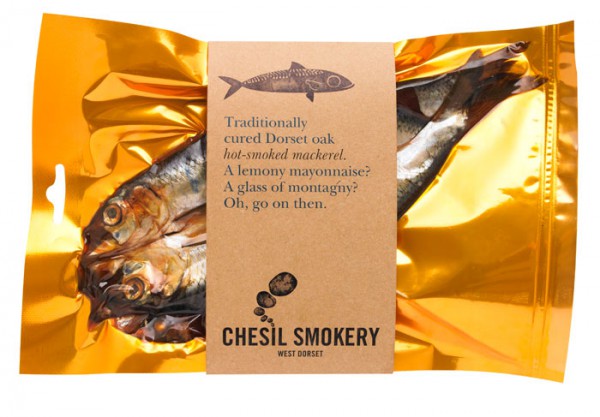 Traditionally
cured Dorset oak
hot-smoked mackerel.
A lemony mayonnaise?
A glass of montagny?
Oh, go on then.
CHESIL SMOKERY
WEST DORSET